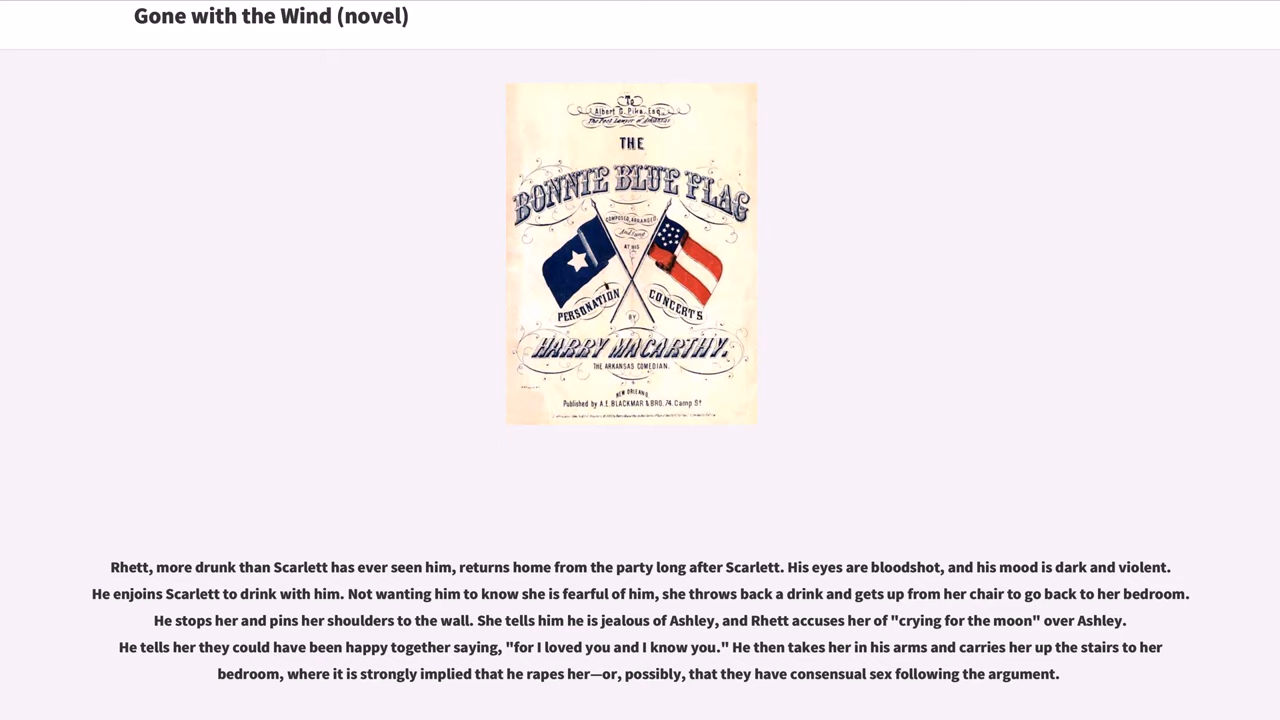 Gone with the Wind (novel)
To
Albert G. Pike, Esq.
THE
BONNIE BLUE FLAG
COMPOSED, ARRANGED,
And Sung
AT HIS
PERSONATION CONCERTS
BY
HARRY MACARTHY.
THE ARKANSAS COMEDIAN.
NEW ORLEANS
Published by A.E. BLACKMAR & BRO. 74. Camp St
Rhett, more drunk than Scarlett has ever seen him, returns home from the party long after Scarlett. His eyes are bloodshot, and his mood is dark and violent.
He enjoins Scarlett to drink with him. Not wanting him to know she is fearful of him, she throws back a drink and gets up from her chair to go back to her bedroom.
He stops her and pins her shoulders to the wall. She tells him he is jealous of Ashley, and Rhett accuses her of "crying for the moon" over Ashley.
He tells her they could have been happy together saying, "for I loved you and I know you." He then takes her in his arms and carries her up the stairs to her
bedroom, where it is strongly implied that he rapes her—or, possibly, that they have consensual sex following the argument.